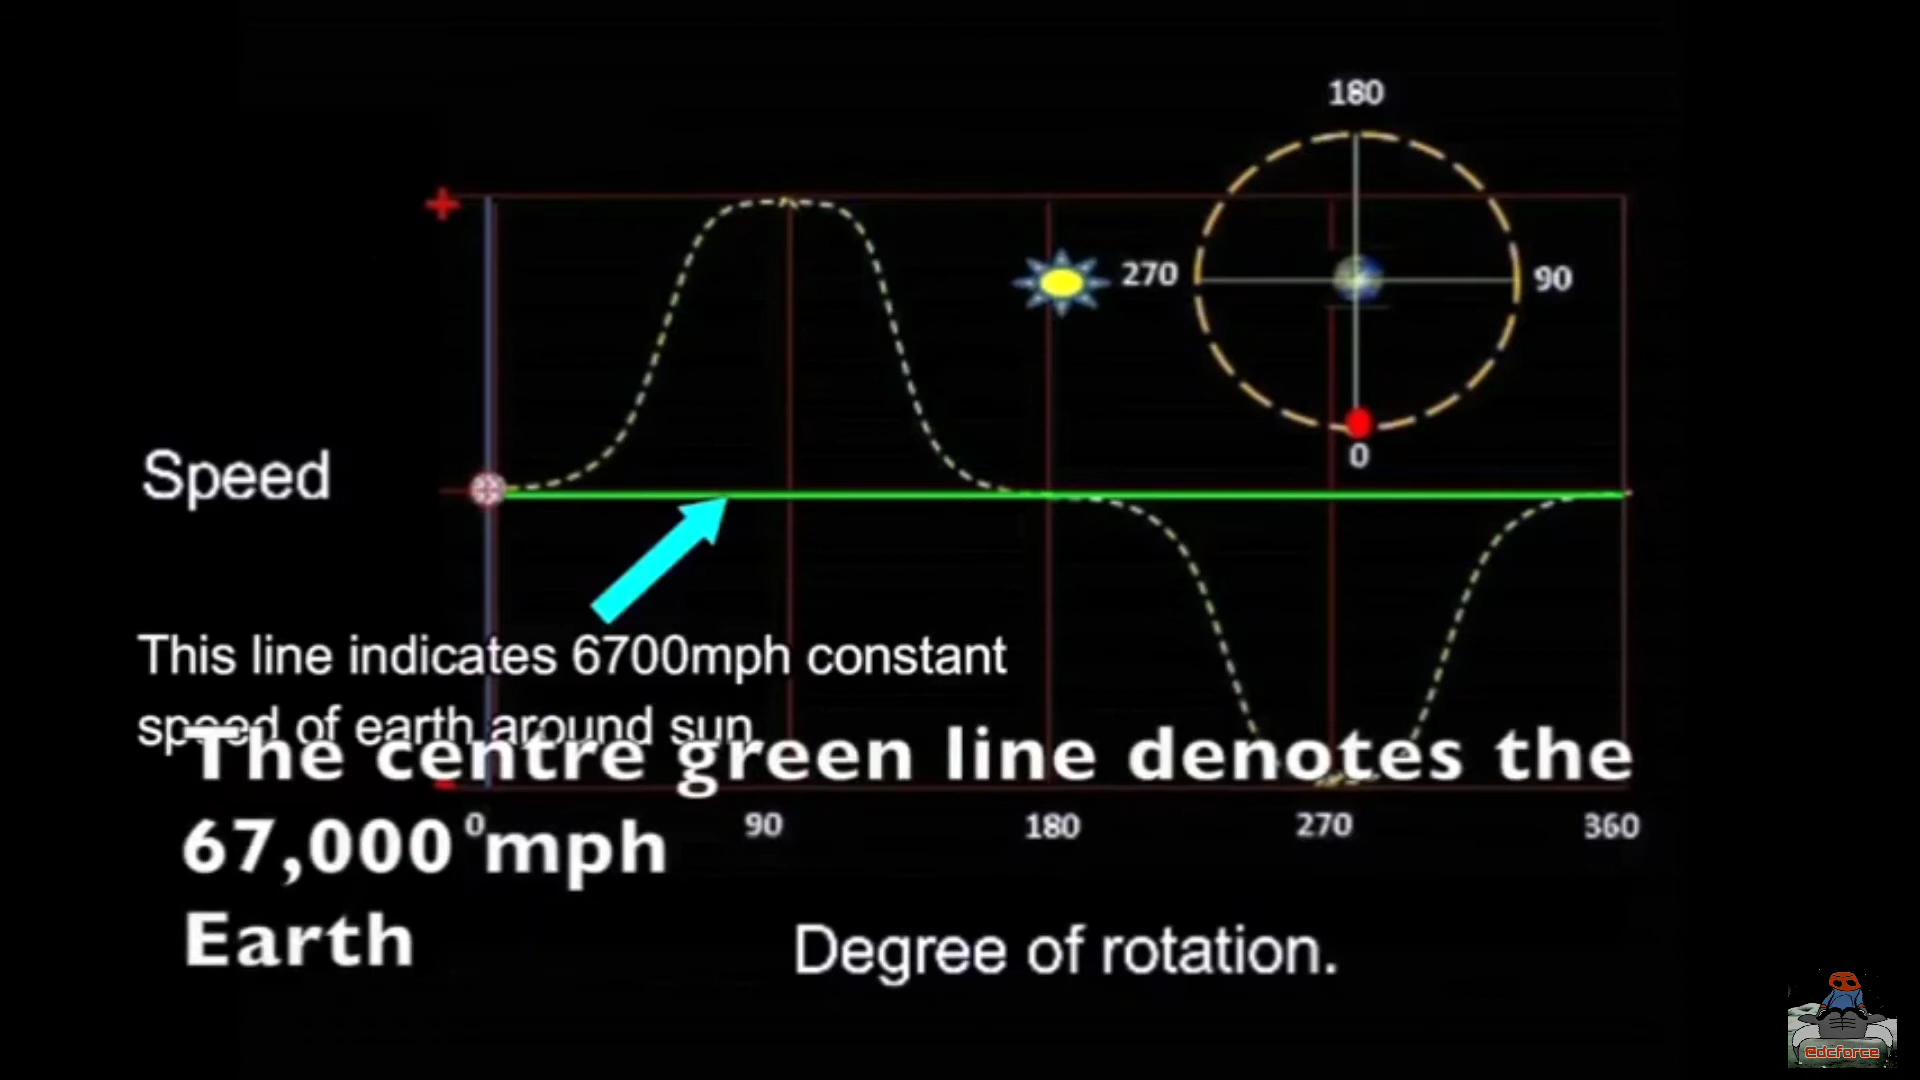 180
+
270
90
0
Speed
This line indicates 6700mph constant
speed of earth around sun
The centre green line denotes the
67,000 mph
Earth
-
0
90
180
270
360
Degree of rotation.
@dcforce